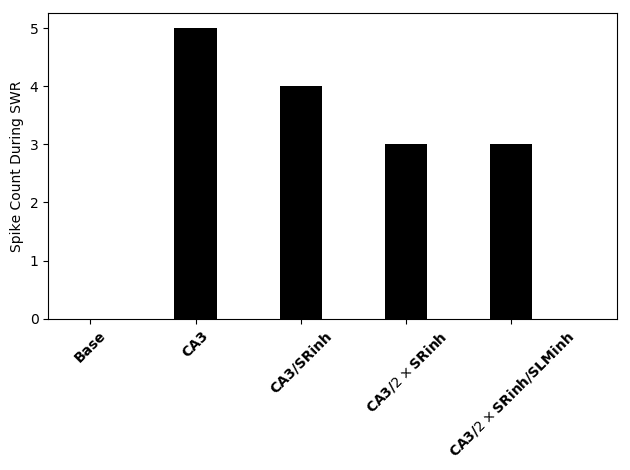 Spike Count During SWR
5
4
3
2
1
0
Base
CA3
CA3/SRinh
CA3/2 × SRinh
CA3/2 × SRinh/SLMinh